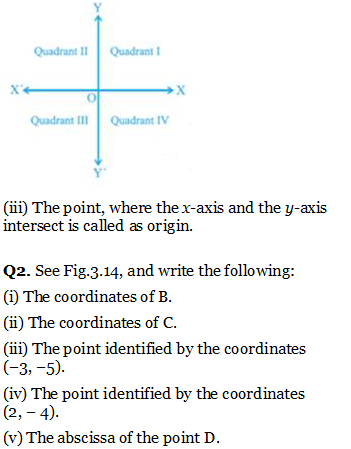 Y
Quadrant II Quadrant I
X' O X
Quadrant III Quadrant IV
Y'
(iii) The point, where the x-axis and the y-axis
intersect is called as origin.
Q2. See Fig.3.14, and write the following:
(i) The coordinates of B.
(ii) The coordinates of C.
(iii) The point identified by the coordinates
(−3, −5).
(iv) The point identified by the coordinates
(2, − 4).
(v) The abscissa of the point D.